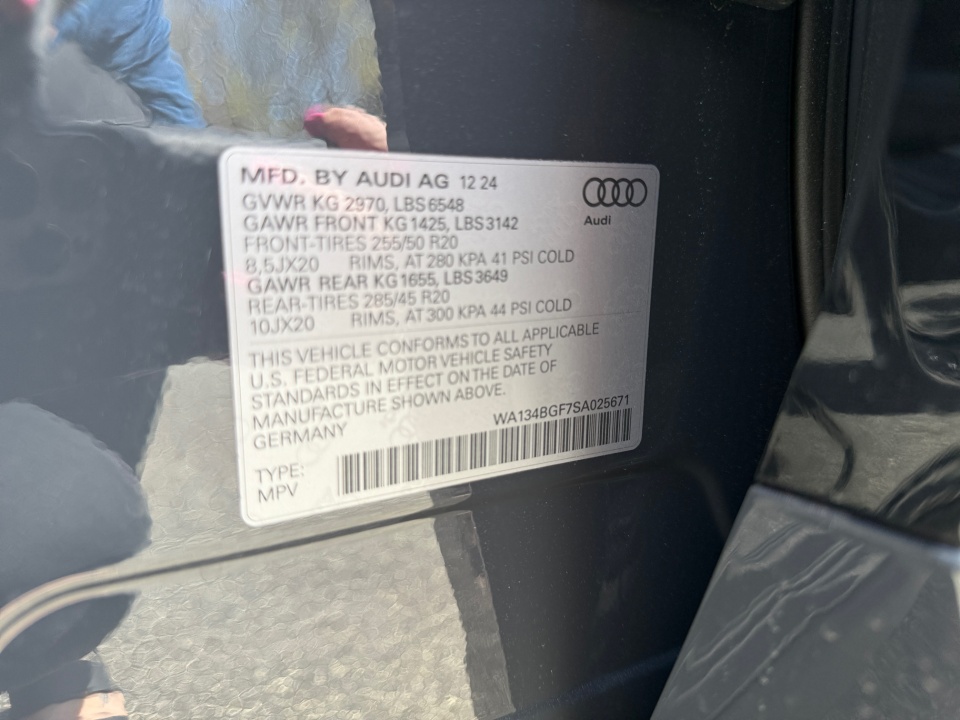 MFD. BY AUDI AG 12 24
GVWR KG 2970, LBS 6548
GAWR FRONT KG 1425, LBS 3142
FRONT-TIRES 255/50 R20
8,5JX20 RIMS, AT 280 KPA 41 PSI COLD
GAWR REAR KG 1655, LBS 3649
REAR-TIRES 285/45 R20
10JX20 RIMS, AT 300 KPA 44 PSI COLD
Audi
THIS VEHICLE CONFORMS TO ALL APPLICABLE
U.S. FEDERAL MOTOR VEHICLE SAFETY
STANDARDS IN EFFECT ON THE DATE OF
MANUFACTURE SHOWN ABOVE.
GERMANY
WA134BGF7SA025671
TYPE:
MPV